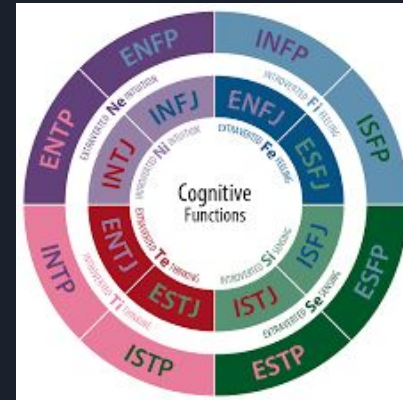 ENFP
INFP
ENTP
ISFP
EXTRAVERTED Ne INTUITION
INTROVERTED Fi FEELING
INFJ
ENFJ
INTJ
ESFJ
INTROVERTED Ni INTUITION
EXTRAVERTED Fe FEELING
Cognitive
Functions
EXTRAVERTED Te THINKING
INTROVERTED Si SENSING
ENTJ
ISFJ
ESTJ
ISTJ
INTROVERTED Ti THINKING
EXTRAVERTED Se SENSING
INTP
ESFP
ISTP
ESTP